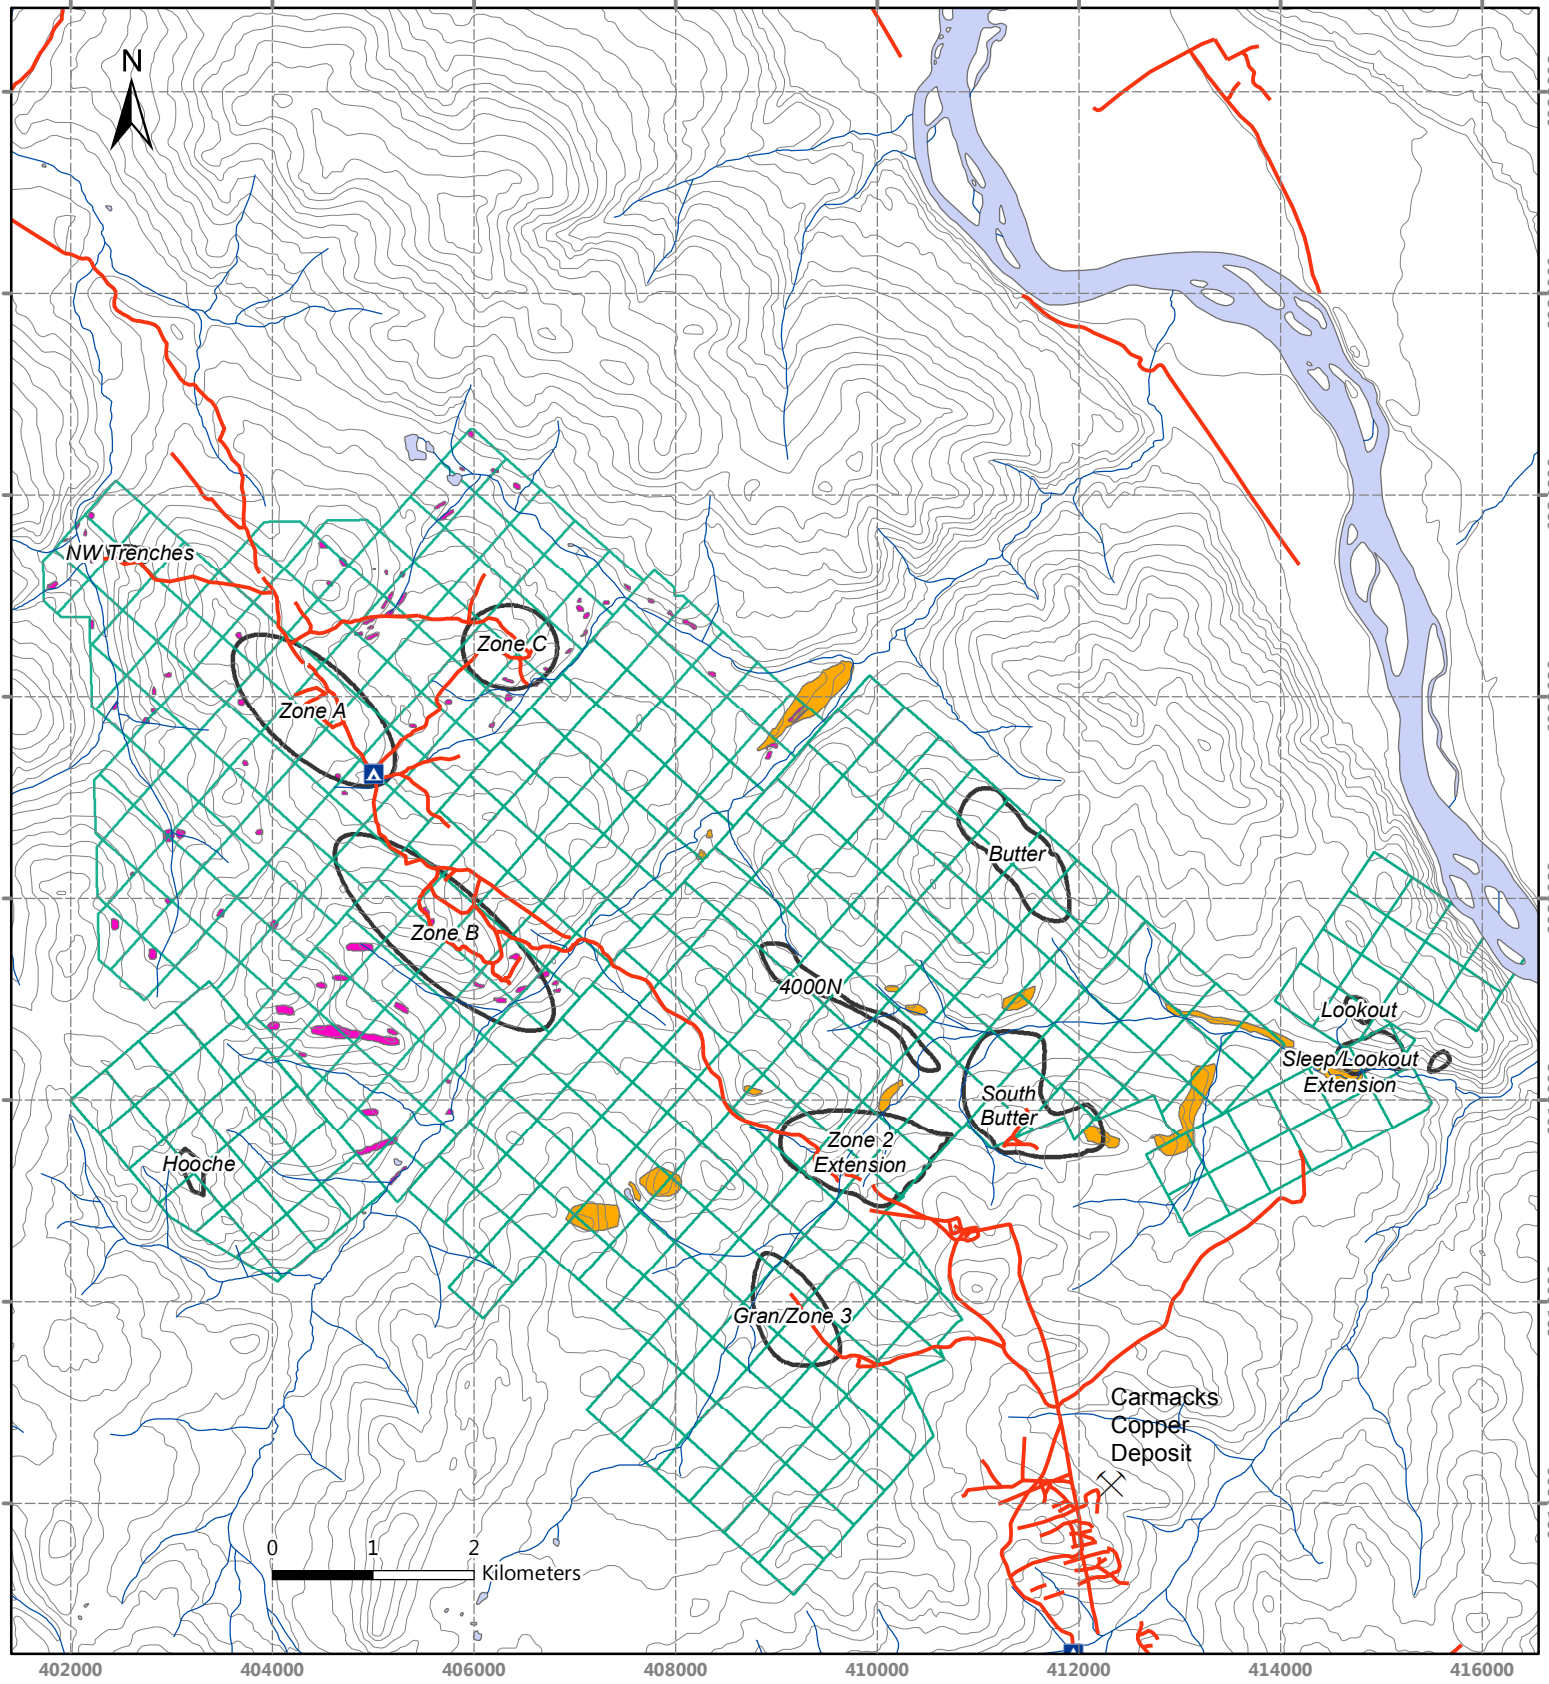 N
NW Trenches
Zone C
Zone A
Butter
Zone B
4000N
Lookout
Sleep/Lookout
Extension
South
Butter
Zone 2
Extension
Hooche
Gran/Zone 3
Carmacks
Copper
Deposit
0 1 2
Kilometers
402000 404000 406000 408000 410000 412000 414000 416000